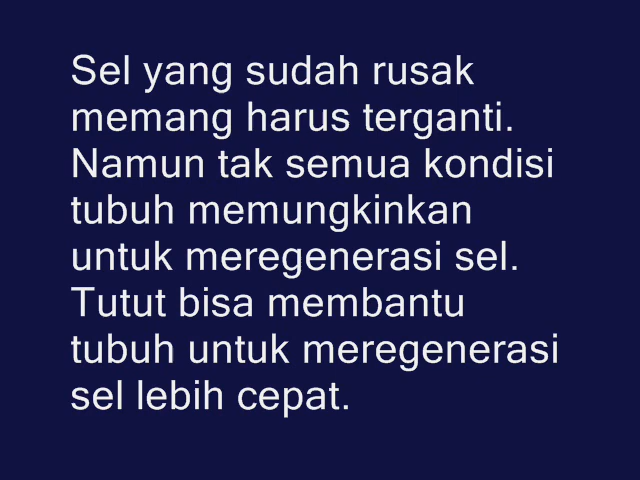 Sel yang sudah rusak
memang harus terganti.
Namun tak semua kondisi
tubuh memungkinkan
untuk meregenerasi sel.
Tutut bisa membantu
tubuh untuk meregenerasi
sel lebih cepat.